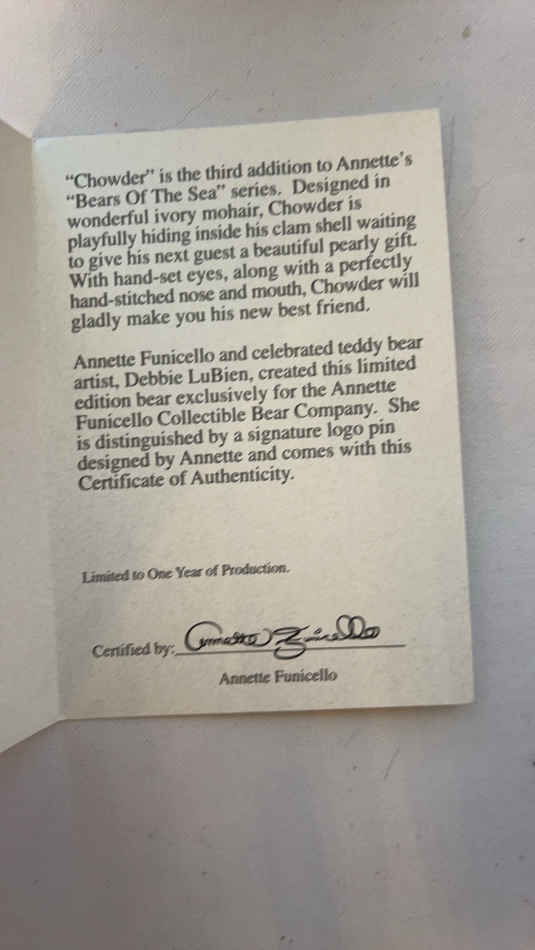 “Chowder” is the third addition to Annette’s
“Bears Of The Sea” series. Designed in
wonderful ivory mohair, Chowder is
playfully hiding inside his clam shell waiting
to give his next guest a beautiful pearly gift.
With hand-set eyes, along with a perfectly
hand-stitched nose and mouth, Chowder will
gladly make you his new best friend.
Annette Funicello and celebrated teddy bear
artist, Debbie LuBien, created this limited
edition bear exclusively for the Annette
Funicello Collectible Bear Company. She
is distinguished by a signature logo pin
designed by Annette and comes with this
Certificate of Authenticity.
Limited to One Year of Production.
Certified by: Annette Funicello
Annette Funicello